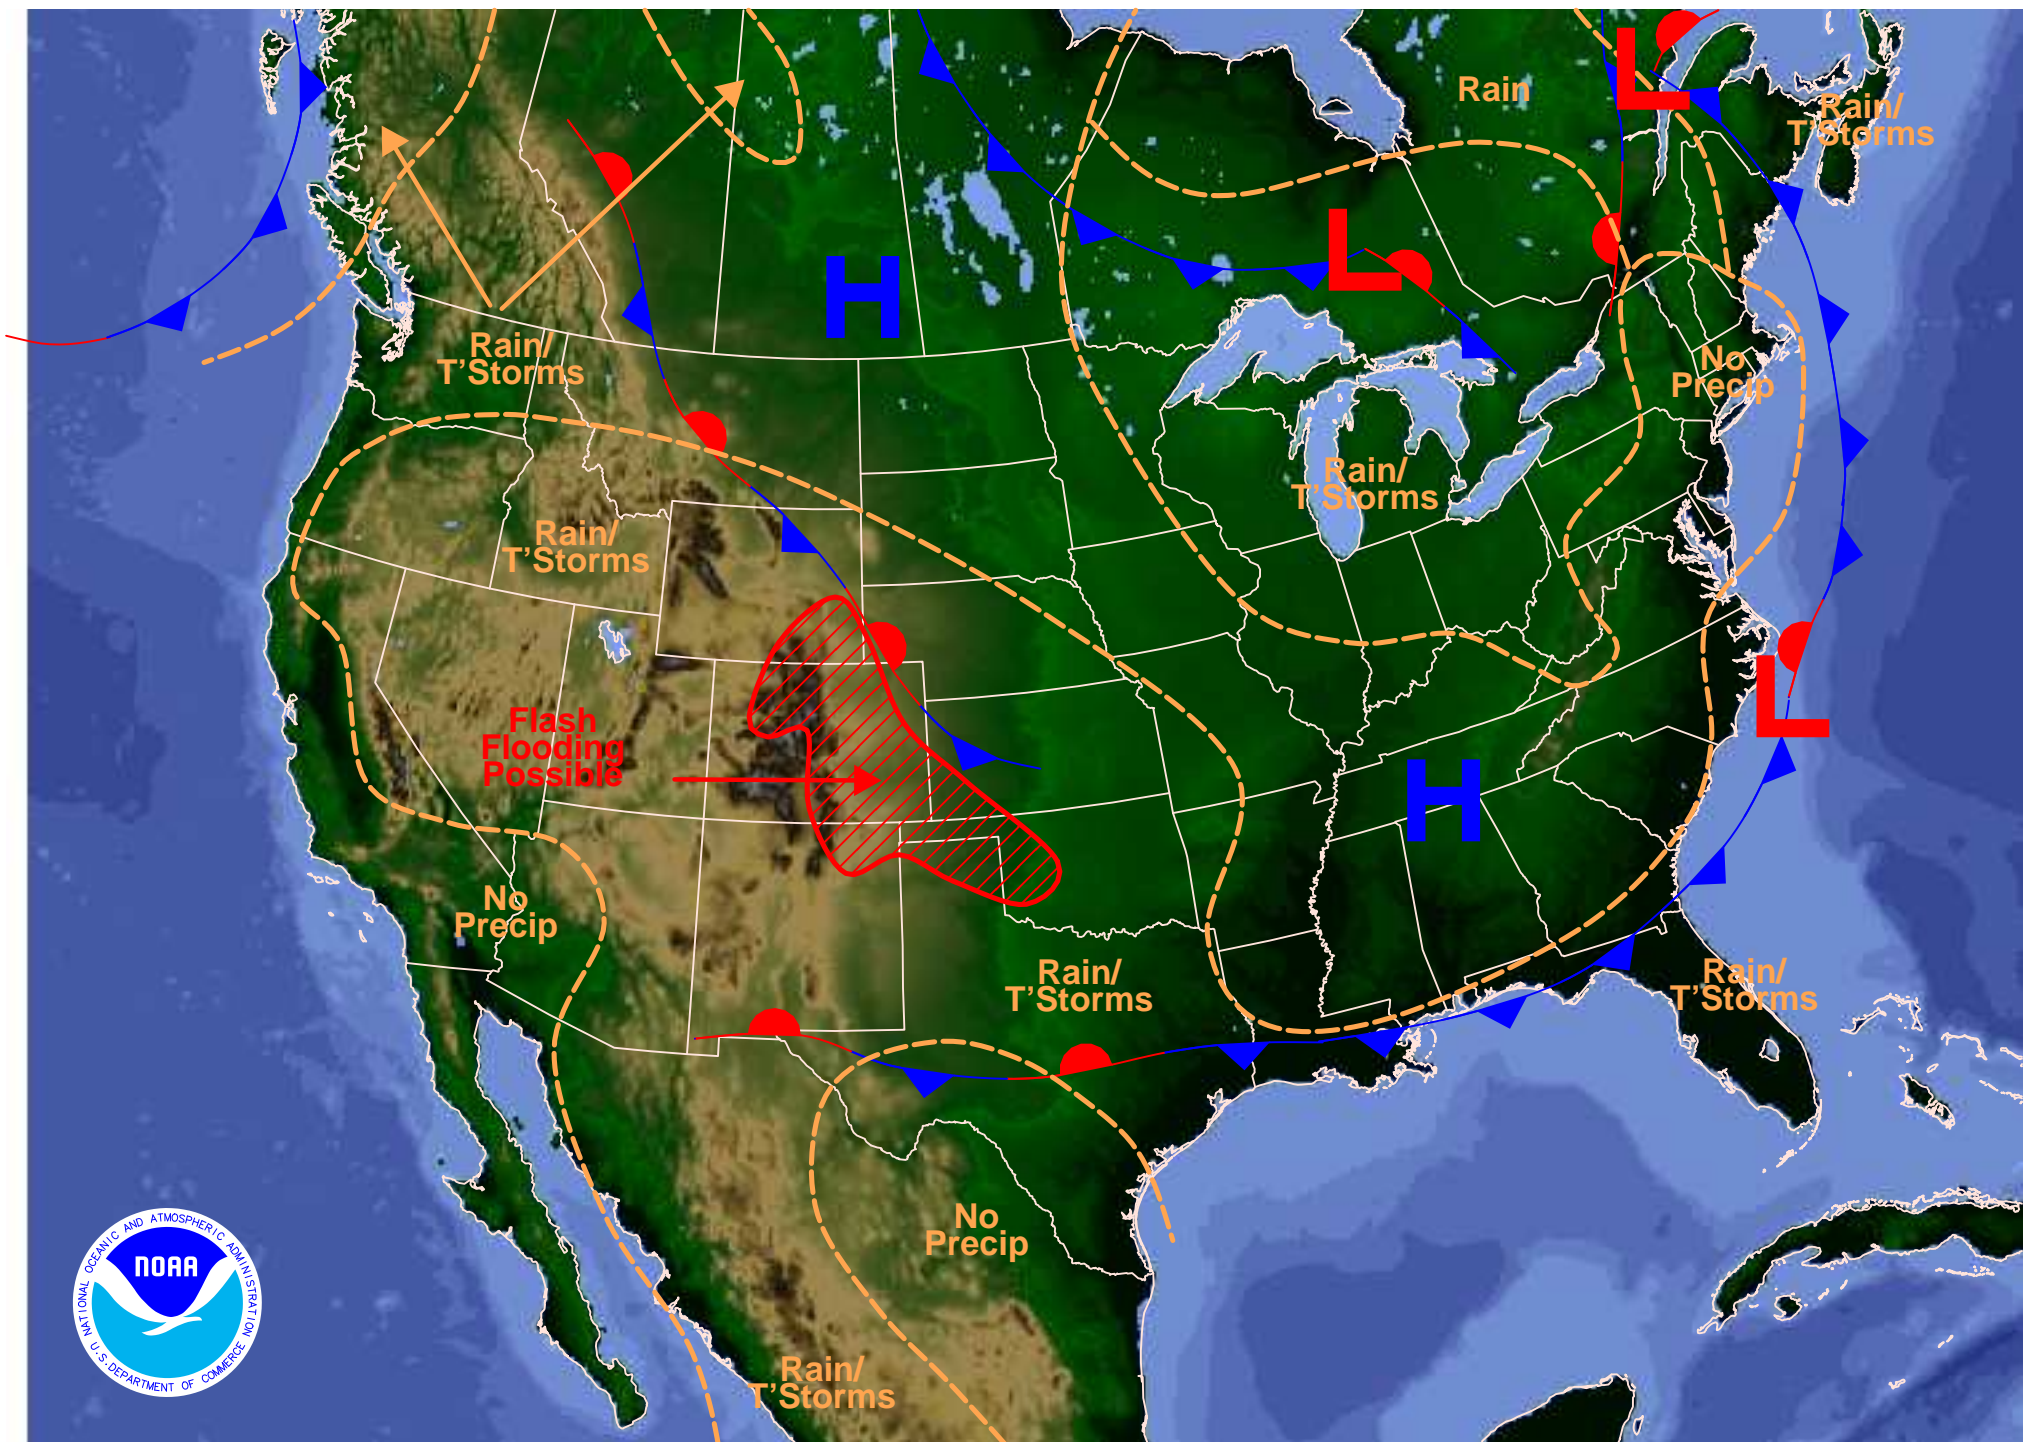 L
Rain
Rain/
T'Storms
L
H
Rain/
T'Storms
No
Precip
Rain/
T'Storms
Rain/
T'Storms
Flash
Flooding
Possible
L
H
No
Precip
Rain/
T'Storms
Rain/
T'Storms
No
Precip
Rain/
T'Storms
NATIONAL OCEANIC AND ATMOSPHERIC ADMINISTRATION
NOAA
U.S. DEPARTMENT OF COMMERCE